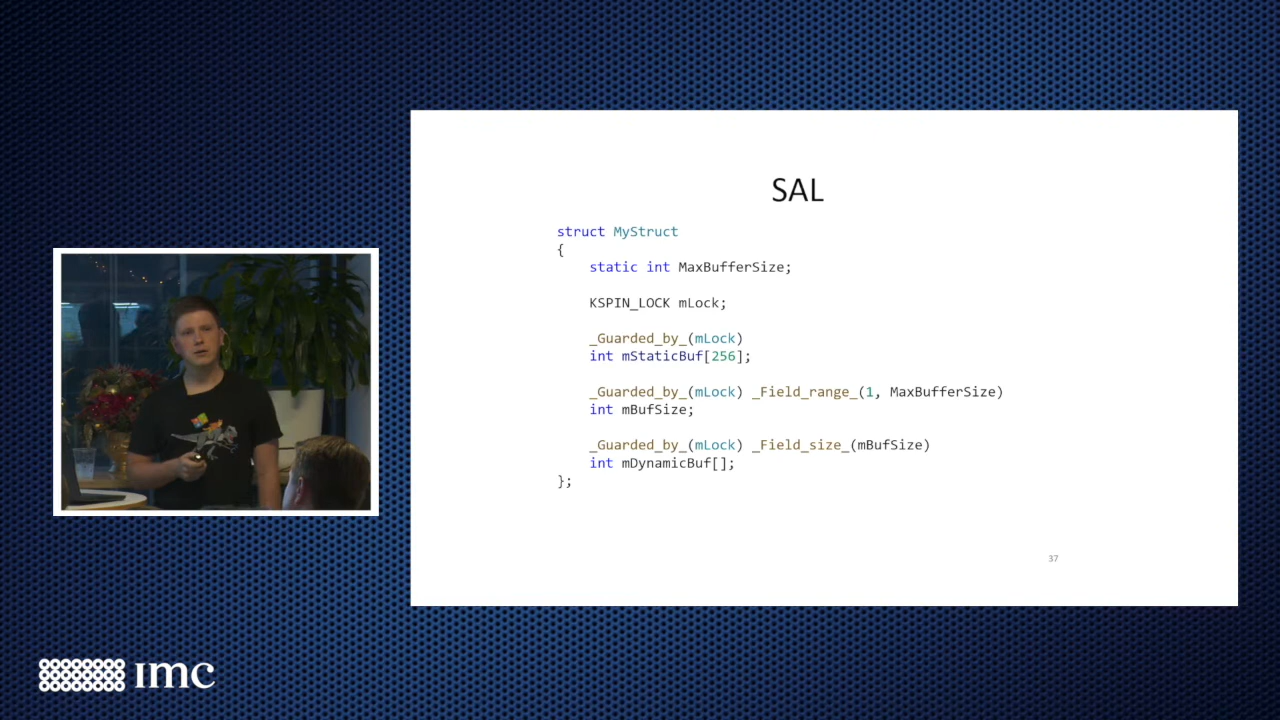 SAL
struct MyStruct
{
static int MaxBufferSize;
KSPIN_LOCK mLock;
_Guarded_by_(mLock)
int mStaticBuf[256];
_Guarded_by_(mLock) _Field_range_(1, MaxBufferSize)
int mBufSize;
_Guarded_by_(mLock) _Field_size_(mBufSize)
int mDynamicBuf[];
};
37
imc